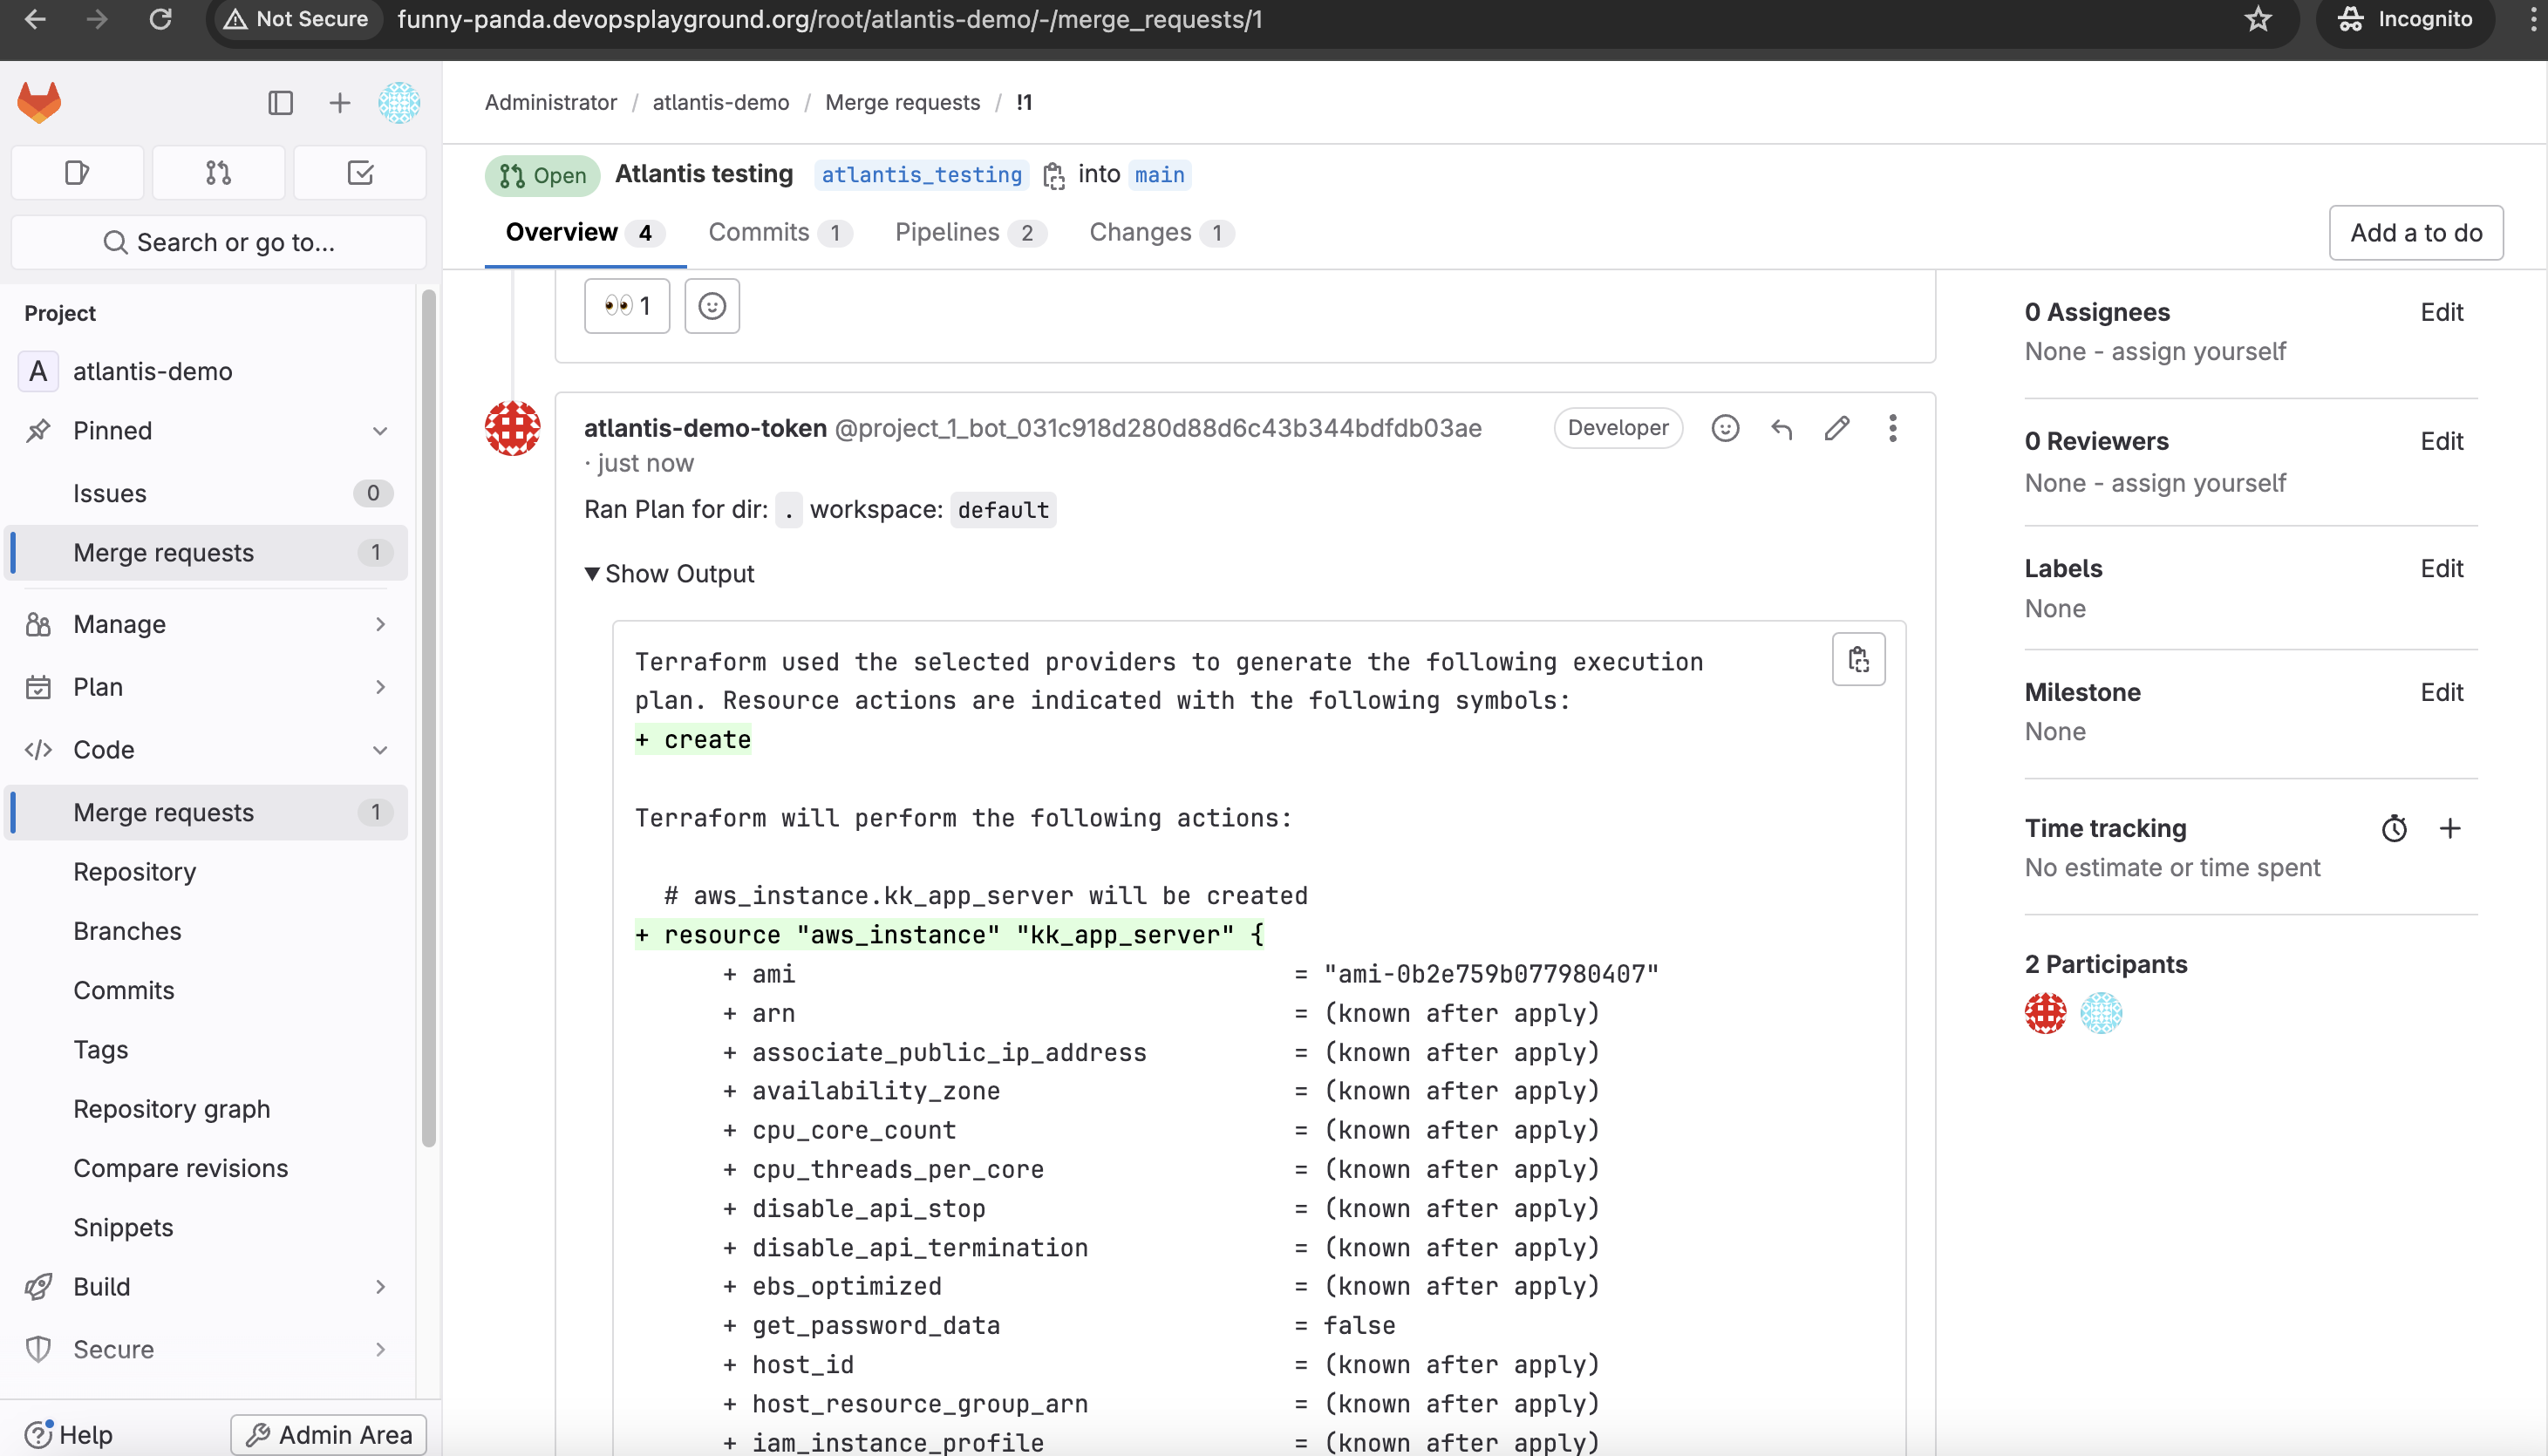 Not Secure
funny-panda.devopsplayground.org/root/atlantis-demo/-/merge_requests/1
Incognito
Administrator / atlantis-demo / Merge requests / !1
Open Atlantis testing atlantis_testing into main
Overview 4 Commits 1 Pipelines 2 Changes 1
Add a to do
Search or go to...
Project
A atlantis-demo
Pinned
Issues 0
Merge requests 1
Manage
Plan
Code
Merge requests 1
Repository
Branches
Commits
Tags
Repository graph
Compare revisions
Snippets
Build
Secure
Help
Admin Area
👀 1
atlantis-demo-token @project_1_bot_031c918d280d88d6c43b344bdfdb03ae
Developer
· just now
Ran Plan for dir: . workspace: default
▼ Show Output
Terraform used the selected providers to generate the following execution
plan. Resource actions are indicated with the following symbols:
+ create
Terraform will perform the following actions:
# aws_instance.kk_app_server will be created
+ resource "aws_instance" "kk_app_server" {
+ ami = "ami-0b2e759b077980407"
+ arn = (known after apply)
+ associate_public_ip_address = (known after apply)
+ availability_zone = (known after apply)
+ cpu_core_count = (known after apply)
+ cpu_threads_per_core = (known after apply)
+ disable_api_stop = (known after apply)
+ disable_api_termination = (known after apply)
+ ebs_optimized = (known after apply)
+ get_password_data = false
+ host_id = (known after apply)
+ host_resource_group_arn = (known after apply)
+ iam_instance_profile = (known after apply)
0 Assignees Edit
None - assign yourself
0 Reviewers Edit
None - assign yourself
Labels Edit
None
Milestone Edit
None
Time tracking +
No estimate or time spent
2 Participants